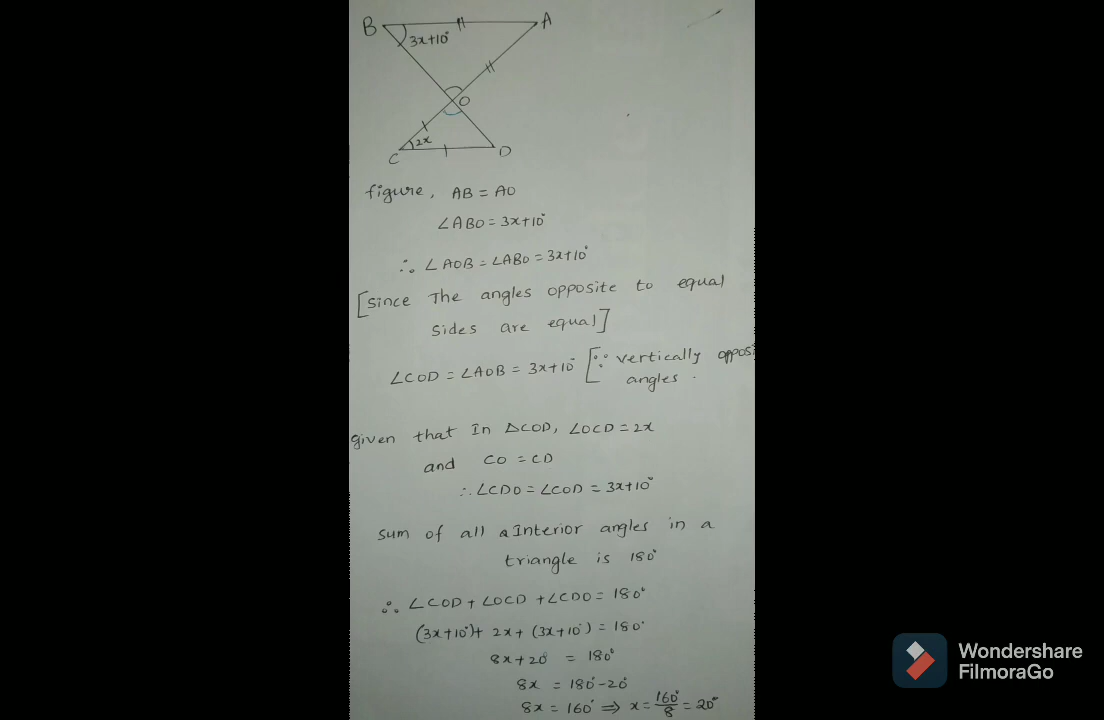 B
A
3x+10°
O
2x
C
D
figure, AB = AO
∠ABO = 3x+10°
∴ ∠AOB = ∠ABO = 3x+10°
[since The angles opposite to equal
sides are equal]
∠COD = ∠AOB = 3x+10° [∵ vertically opposi
angles.
given that In △COD, ∠OCD = 2x
and CO = CD
∴ ∠CDO = ∠COD = 3x+10°
sum of all Interior angles in a
triangle is 180°
∴ ∠COD + ∠OCD + ∠CDO = 180°
(3x+10°)+ 2x+ (3x+10°) = 180°
8x+20° = 180°
8x = 180°-20°
8x = 160° ⇒ x = 160°/8 = 20°
Wondershare
FilmoraGo